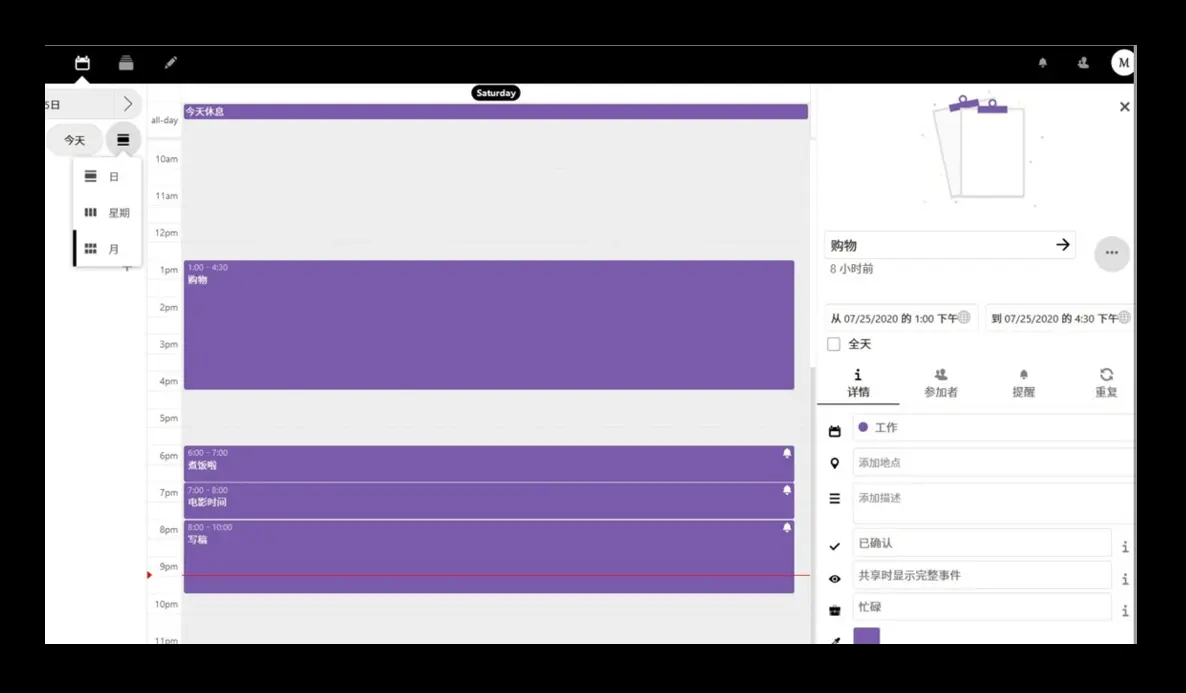 M
5日
今天
日
星期
月
Saturday
all-day
今天休息
10am
11am
12pm
1pm
1:00 - 4:30
购物
2pm
3pm
4pm
5pm
6pm
6:00 - 7:00
煮饭啦
7pm
7:00 - 8:00
电影时间
8pm
8:00 - 10:00
写稿
9pm
10pm
11pm
购物
8 小时前
从 07/25/2020 的 1:00 下午
到 07/25/2020 的 4:30 下午
全天
详情
参加者
提醒
重复
工作
添加地点
添加描述
已确认
共享时显示完整事件
忙碌